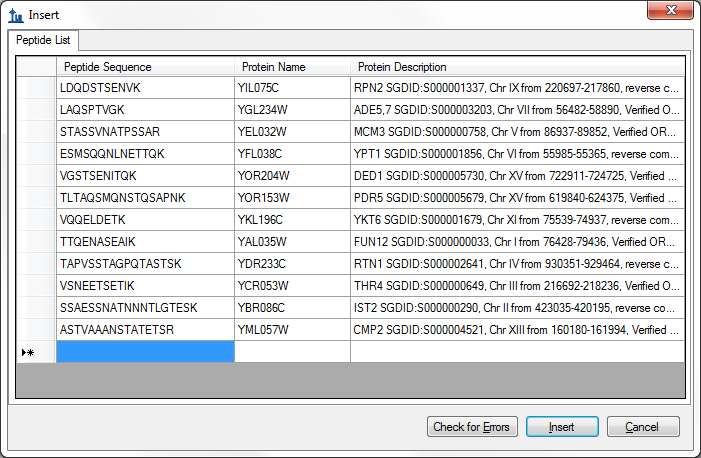 Insert
Peptide List
Peptide Sequence Protein Name Protein Description
LDQDSTSENVK YIL075C RPN2 SGDID:S000001337, Chr IX from 220697-217860, reverse c...
LAQSPTVGK YGL234W ADE5,7 SGDID:S000003203, Chr VII from 56482-58890, Verified O...
STASSVNATPSSAR YEL032W MCM3 SGDID:S000000758, Chr V from 86937-89852, Verified OR...
ESMSQQNLNETTQK YFL038C YPT1 SGDID:S000001856, Chr VI from 55985-55365, reverse com...
VGSTSENITQK YOR204W DED1 SGDID:S000005730, Chr XV from 722911-724725, Verified ...
TLTAQSMQNSTQSAPNK YOR153W PDR5 SGDID:S000005679, Chr XV from 619840-624375, Verified ...
VQQELDETK YKL196C YKT6 SGDID:S000001679, Chr XI from 75539-74937, reverse com...
TTQENASEAIK YAL035W FUN12 SGDID:S000000033, Chr I from 76428-79436, Verified OR...
TAPVSSTAGPQTASTSK YDR233C RTN1 SGDID:S000002641, Chr IV from 930351-929464, reverse c...
VSNEETSETIK YCR053W THR4 SGDID:S000000649, Chr III from 216692-218236, Verified ...
SSAESSNATNNNTLGTESK YBR086C IST2 SGDID:S000000290, Chr II from 423035-420195, reverse co...
ASTVAAANSTATETSR YML057W CMP2 SGDID:S000004521, Chr XIII from 160180-161994, Verified ...
Check for Errors Insert Cancel